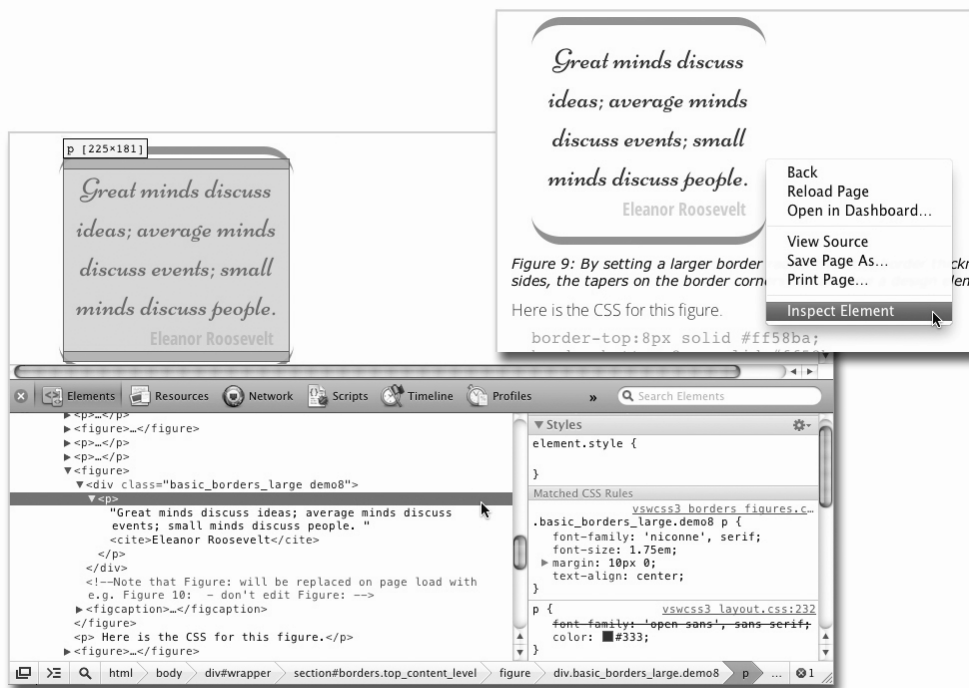 Great minds discuss
ideas; average minds
discuss events; small
minds discuss people.
Eleanor Roosevelt
Figure 9: By setting a larger border
sides, the tapers on the border
Here is the CSS for this figure.
border-top:8px solid #ff58ba;
Back
Reload Page
Open in Dashboard...
View Source
Save Page As...
Print Page...
Inspect Element
p [225×181]
Great minds discuss
ideas; average minds
discuss events; small
minds discuss people.
Eleanor Roosevelt
Elements Resources Network Scripts Timeline Profiles » Search Elements
▶<p>…</p>
▶<figure>…</figure>
▶<p>…</p>
▶<p>…</p>
▼<figure>
▼<div class="basic_borders_large demo8">
▼<p>
"Great minds discuss ideas; average minds discuss
events; small minds discuss people. "
<cite>Eleanor Roosevelt</cite>
</p>
</div>
<!--Note that Figure: will be replaced on page load with
e.g. Figure 10:  - don't edit Figure: -->
▶<figcaption>…</figcaption>
</figure>
<p> Here is the CSS for this figure.</p>
▶<figure>…</figure>
▼ Styles
element.style {
}
Matched CSS Rules
vswcss3_borders_figures.c…
.basic_borders_large.demo8 p {
font-family: 'niconne', serif;
font-size: 1.75em;
▶ margin: 10px 0;
text-align: center;
}
p { vswcss3_layout.css:232
font-family: 'open sans', sans serif;
color: #333;
}
html body div#wrapper section#borders.top_content_level figure div.basic_borders_large.demo8 p ... 1